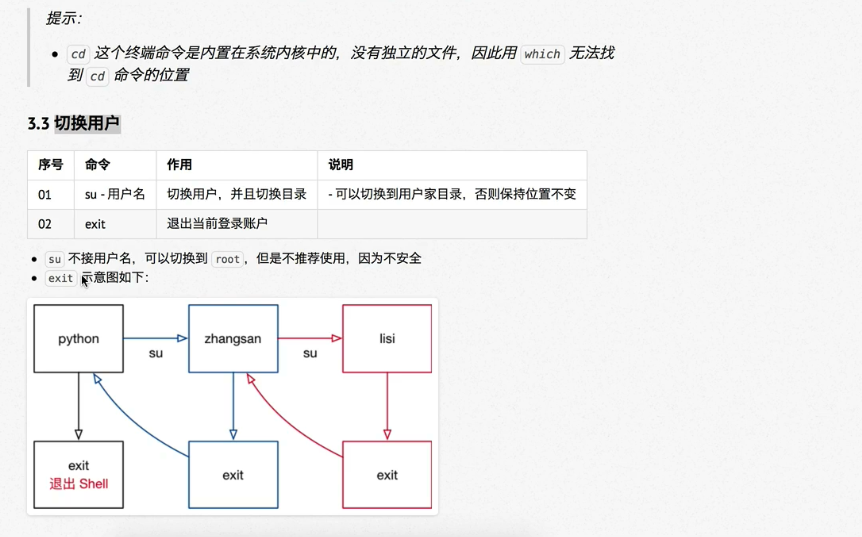 提示：
• cd 这个终端命令是内置在系统内核中的，没有独立的文件，因此用 which 无法找
到 cd 命令的位置
3.3 切换用户
序号 命令 作用 说明
01 su - 用户名 切换用户，并且切换目录 - 可以切换到用户家目录，否则保持位置不变
02 exit 退出当前登录账户
• su 不接用户名，可以切换到 root，但是不推荐使用，因为不安全
• exit 示意图如下：
python zhangsan lisi
su su
exit
退出 Shell
exit exit